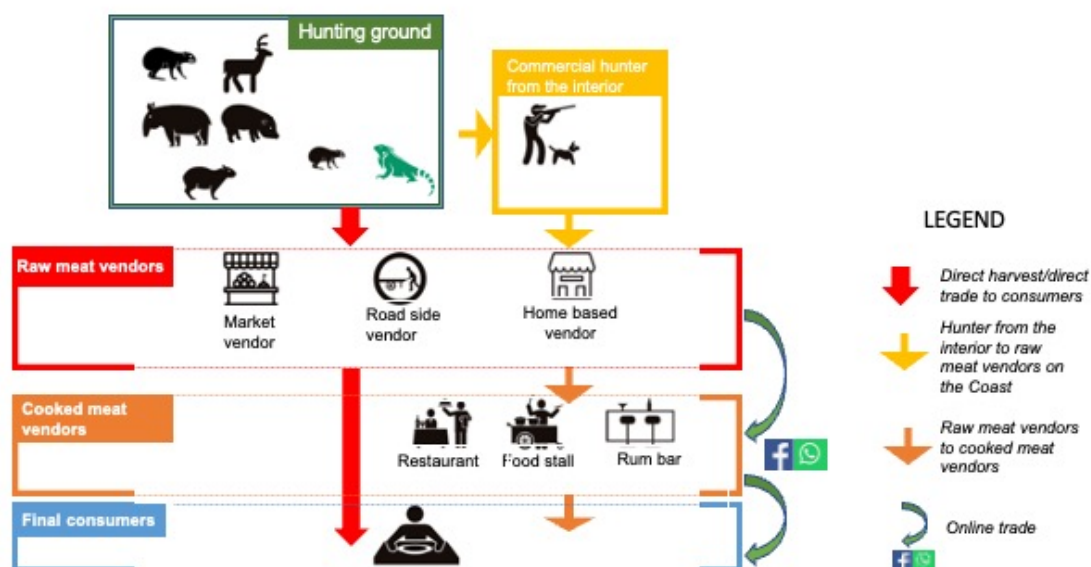 Hunting ground
Commercial hunter
from the interior
LEGEND
Raw meat vendors
Market
vendor
Road side
vendor
Home based
vendor
Direct harvest/direct
trade to consumers
Hunter from the
interior to raw
meat vendors on
the Coast
Cooked meat
vendors
Restaurant
Food stall
Rum bar
Raw meat vendors
to cooked meat
vendors
Final consumers
Online trade